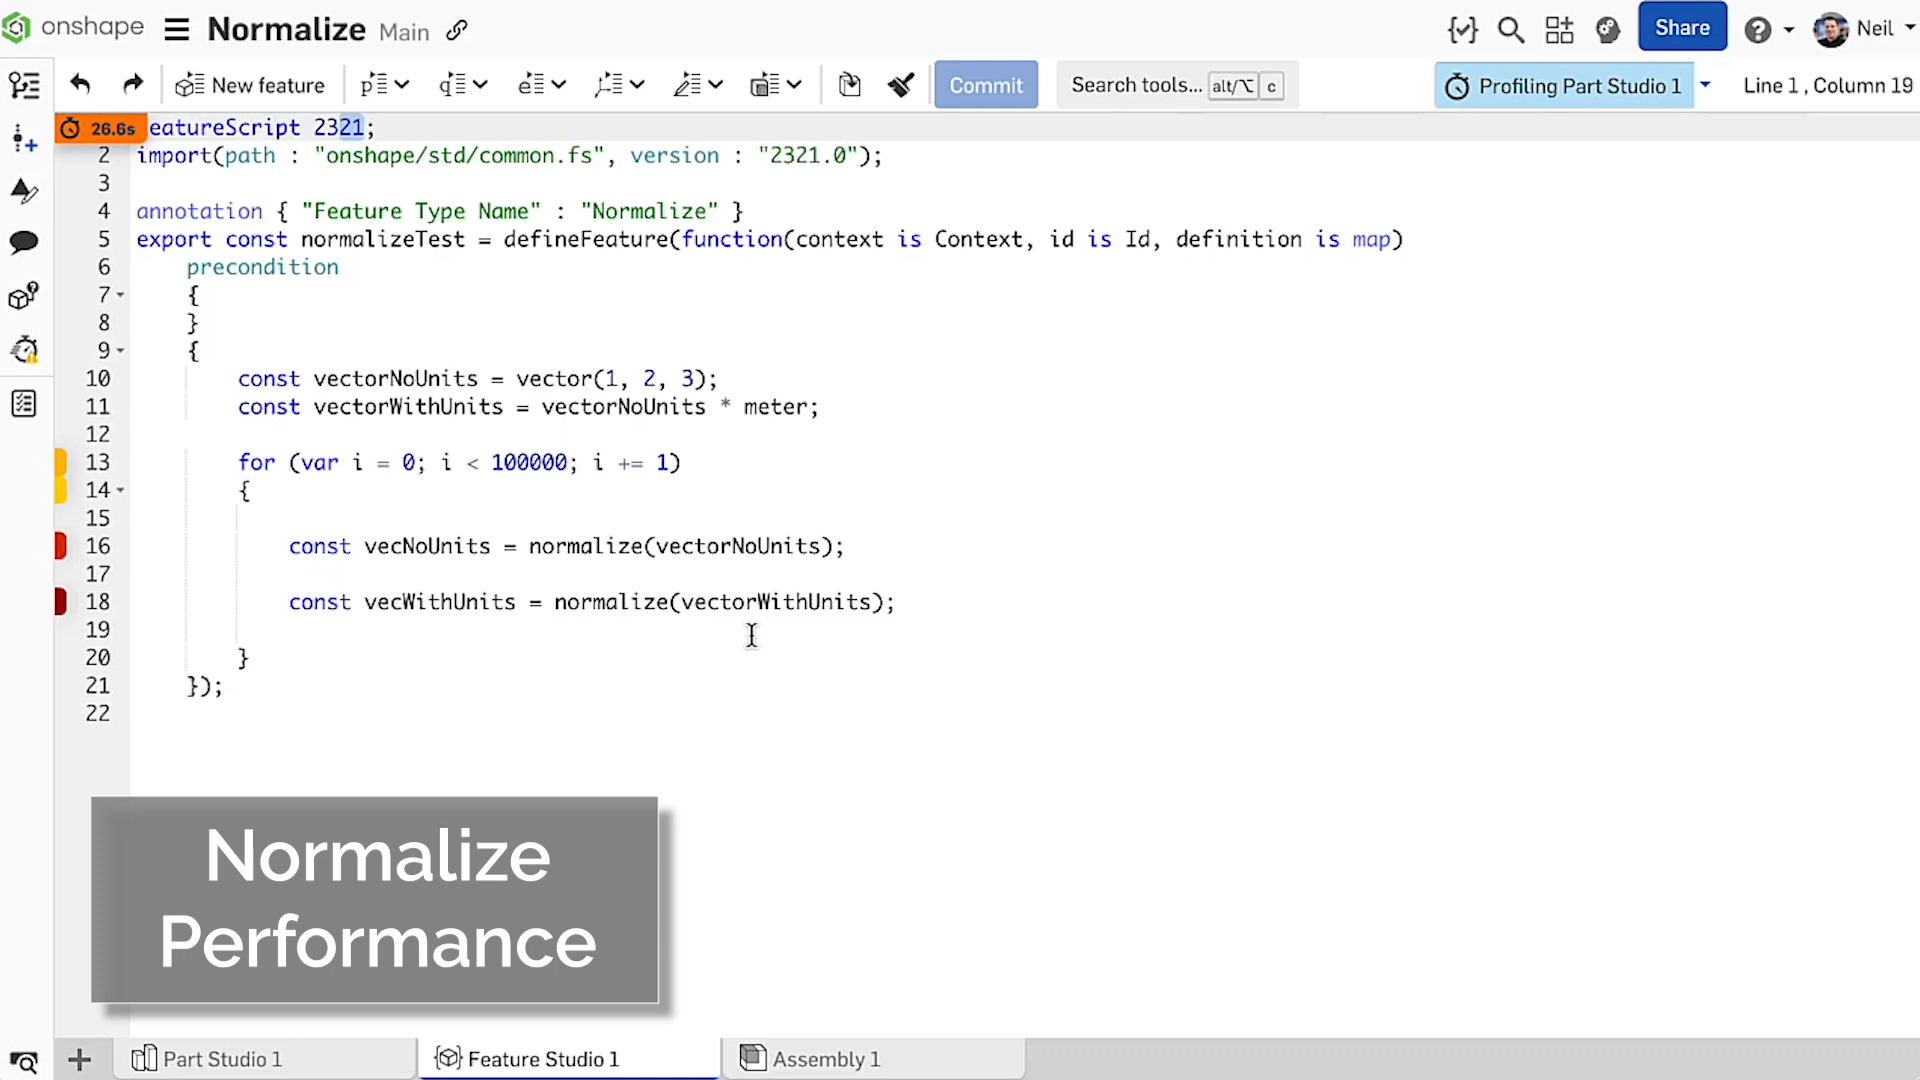 onshape Normalize Main Share Neil
New feature Commit Search tools... alt/⌥ c Profiling Part Studio 1 Line 1 , Column 19
26.6s eatureScript 2321;
2 import(path : "onshape/std/common.fs", version : "2321.0");
3
4 annotation { "Feature Type Name" : "Normalize" }
5 export const normalizeTest = defineFeature(function(context is Context, id is Id, definition is map)
6 precondition
7 {
8 }
9 {
10 const vectorNoUnits = vector(1, 2, 3);
11 const vectorWithUnits = vectorNoUnits * meter;
12
13 for (var i = 0; i < 100000; i += 1)
14 {
15
16 const vecNoUnits = normalize(vectorNoUnits);
17
18 const vecWithUnits = normalize(vectorWithUnits);
19
20 }
21 });
22
Normalize
Performance
Part Studio 1 Feature Studio 1 Assembly 1